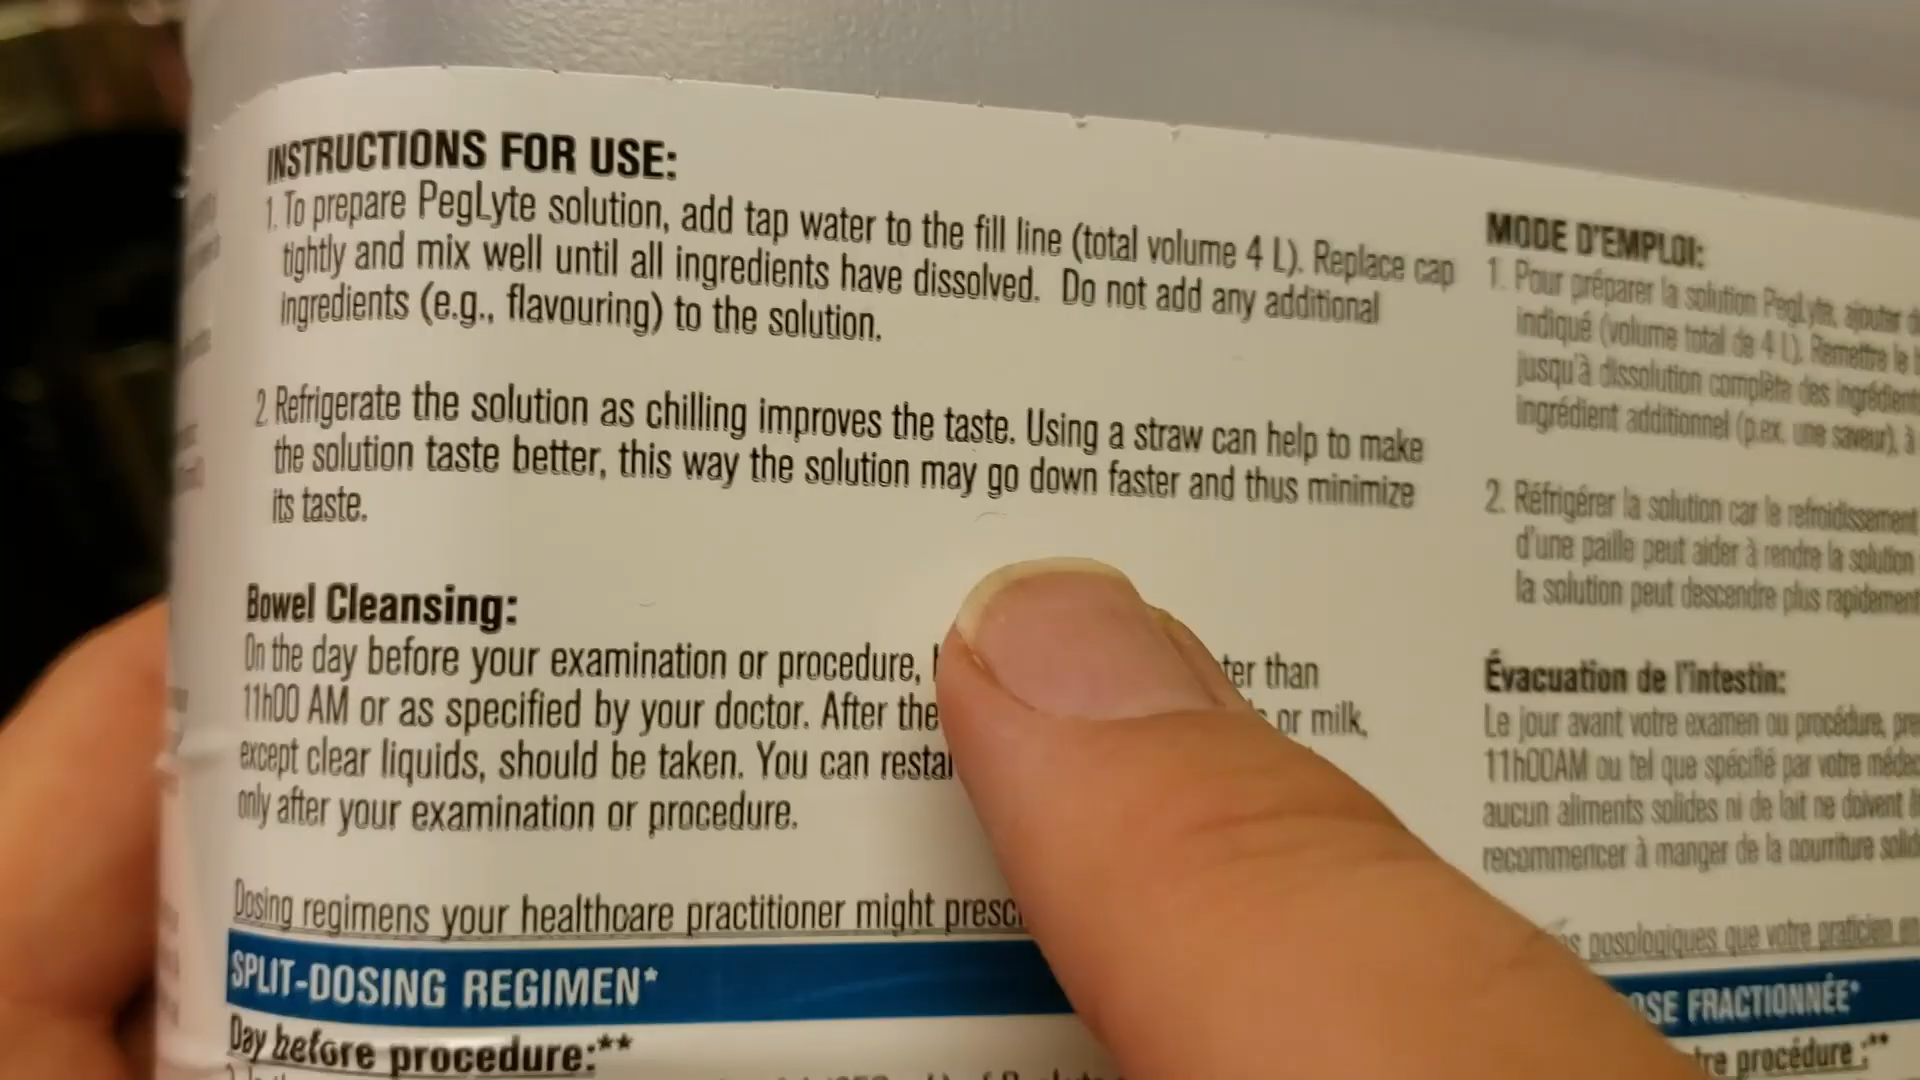 INSTRUCTIONS FOR USE:
1. To prepare PegLyte solution, add tap water to the fill line (total volume 4 L). Replace cap
tightly and mix well until all ingredients have dissolved. Do not add any additional
ingredients (e.g., flavouring) to the solution.
2. Refrigerate the solution as chilling improves the taste. Using a straw can help to make
the solution taste better, this way the solution may go down faster and thus minimize
its taste.
Bowel Cleansing:
On the day before your examination or procedure, than
11h00 AM or as specified by your doctor. After the or milk,
except clear liquids, should be taken. You can
only after your examination or procedure.
Dosing regimens your healthcare practitioner might
SPLIT-DOSING REGIMEN*
Day before procedure:**
MODE D'EMPLOI:
1. Pour préparer la solution PegLyte, ajouter
indiqué (volume total de 4 L). Remettre le
jusqu'à dissolution complète des
ingrédient additionnel (p.ex. une saveur), à
2. Réfrigérer la solution car le refroidissement
d'une paille peut aider à rendre la solution
la solution peut descendre plus rapidement
Évacuation de l'intestin:
Le jour avant votre examen ou procédure,
11h00AM ou tel que spécifié par votre
aucun aliments solides ni de lait ne doivent
recommencer à manger de la nourriture
posologiques que votre praticien en
FRACTIONNÉE*
procédure :**